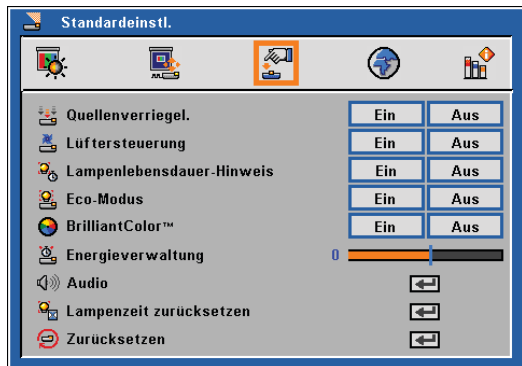 Standardeinstl.
Quellenverriegel. Ein Aus
Lüftersteuerung Ein Aus
Lampenlebensdauer-Hinweis Ein Aus
Eco-Modus Ein Aus
BrilliantColor™ Ein Aus
Energieverwaltung 0
Audio
Lampenzeit zurücksetzen
Zurücksetzen